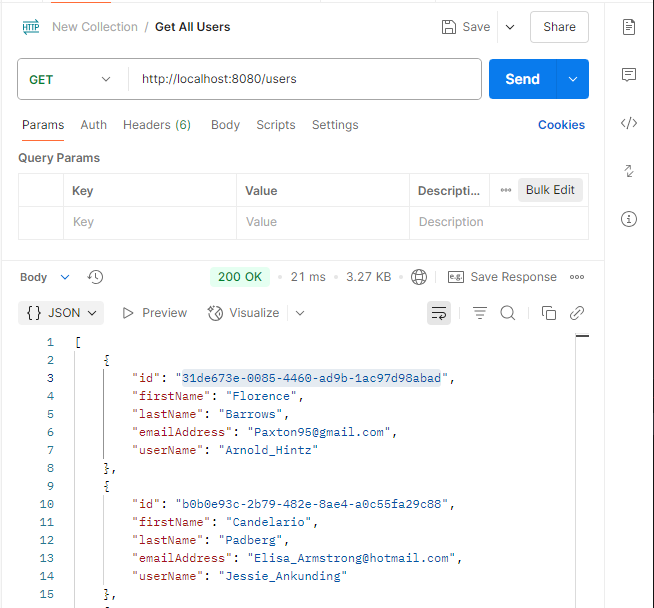 HTTP New Collection / Get All Users Save Share
GET http://localhost:8080/users Send
Params Auth Headers (6) Body Scripts Settings Cookies
Query Params
Key Value Descripti... Bulk Edit
Key Value Description
Body 200 OK • 21 ms • 3.27 KB • e.g. Save Response
{} JSON Preview Visualize
1 [
2 {
3 "id": "31de673e-0085-4460-ad9b-1ac97d98abad",
4 "firstName": "Florence",
5 "lastName": "Barrows",
6 "emailAddress": "Paxton95@gmail.com",
7 "userName": "Arnold_Hintz"
8 },
9 {
10 "id": "b0b0e93c-2b79-482e-8ae4-a0c55fa29c88",
11 "firstName": "Candelario",
12 "lastName": "Padberg",
13 "emailAddress": "Elisa_Armstrong@hotmail.com",
14 "userName": "Jessie_Ankunding"
15 },